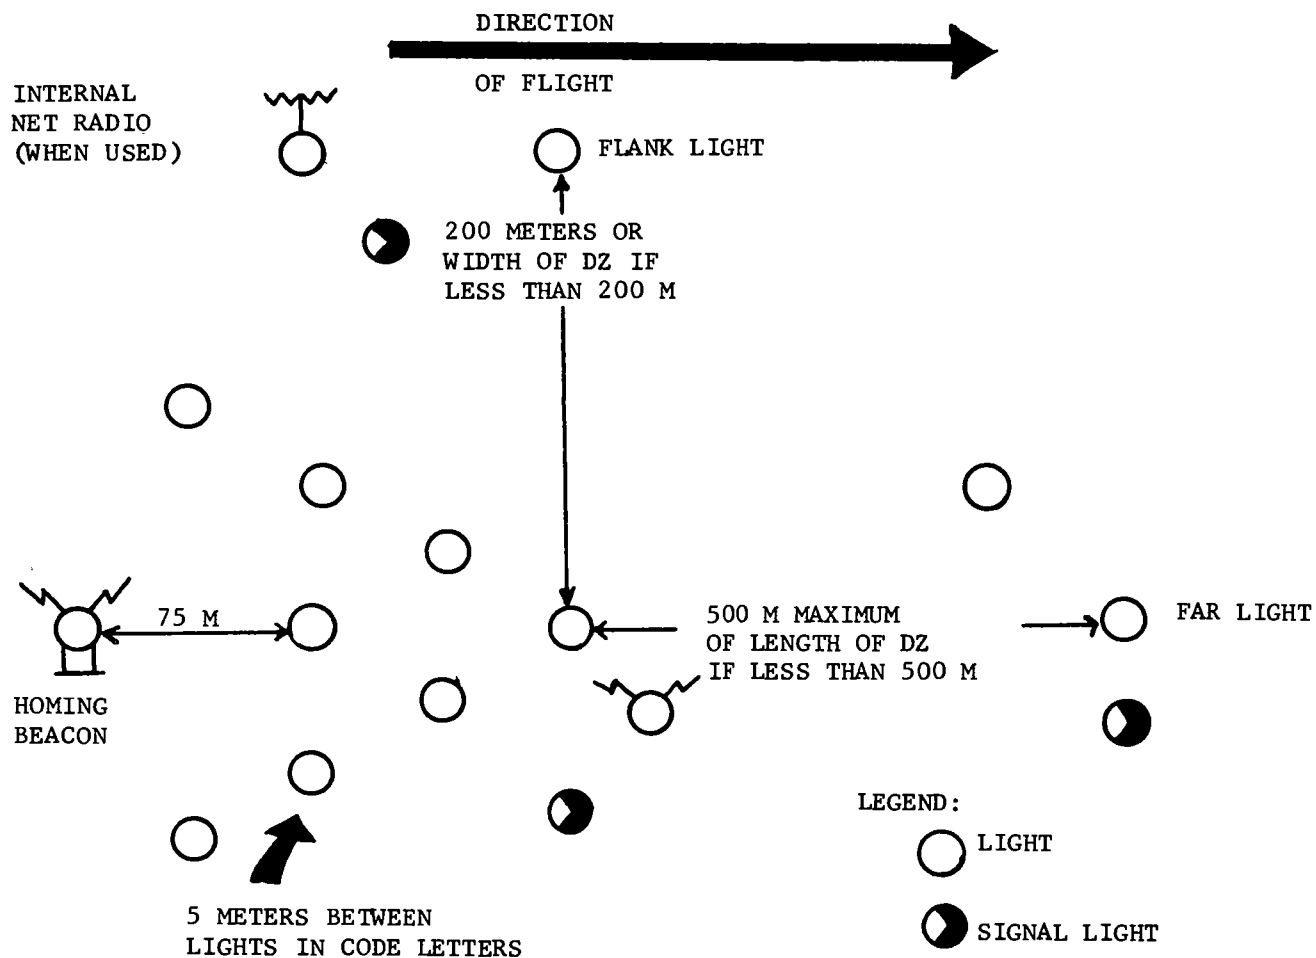 DIRECTION
OF FLIGHT
INTERNAL
NET RADIO
(WHEN USED)
FLANK LIGHT
200 METERS OR
WIDTH OF DZ IF
LESS THAN 200 M
75 M
500 M MAXIMUM
OF LENGTH OF DZ
IF LESS THAN 500 M
FAR LIGHT
HOMING
BEACON
LEGEND:
LIGHT
SIGNAL LIGHT
5 METERS BETWEEN
LIGHTS IN CODE LETTERS